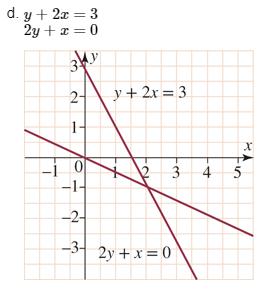 d. y + 2x = 3
2y + x = 0
y
3
y + 2x = 3
2
1
x
−1 0 1 2 3 4 5
−1
−2
−3
2y + x = 0